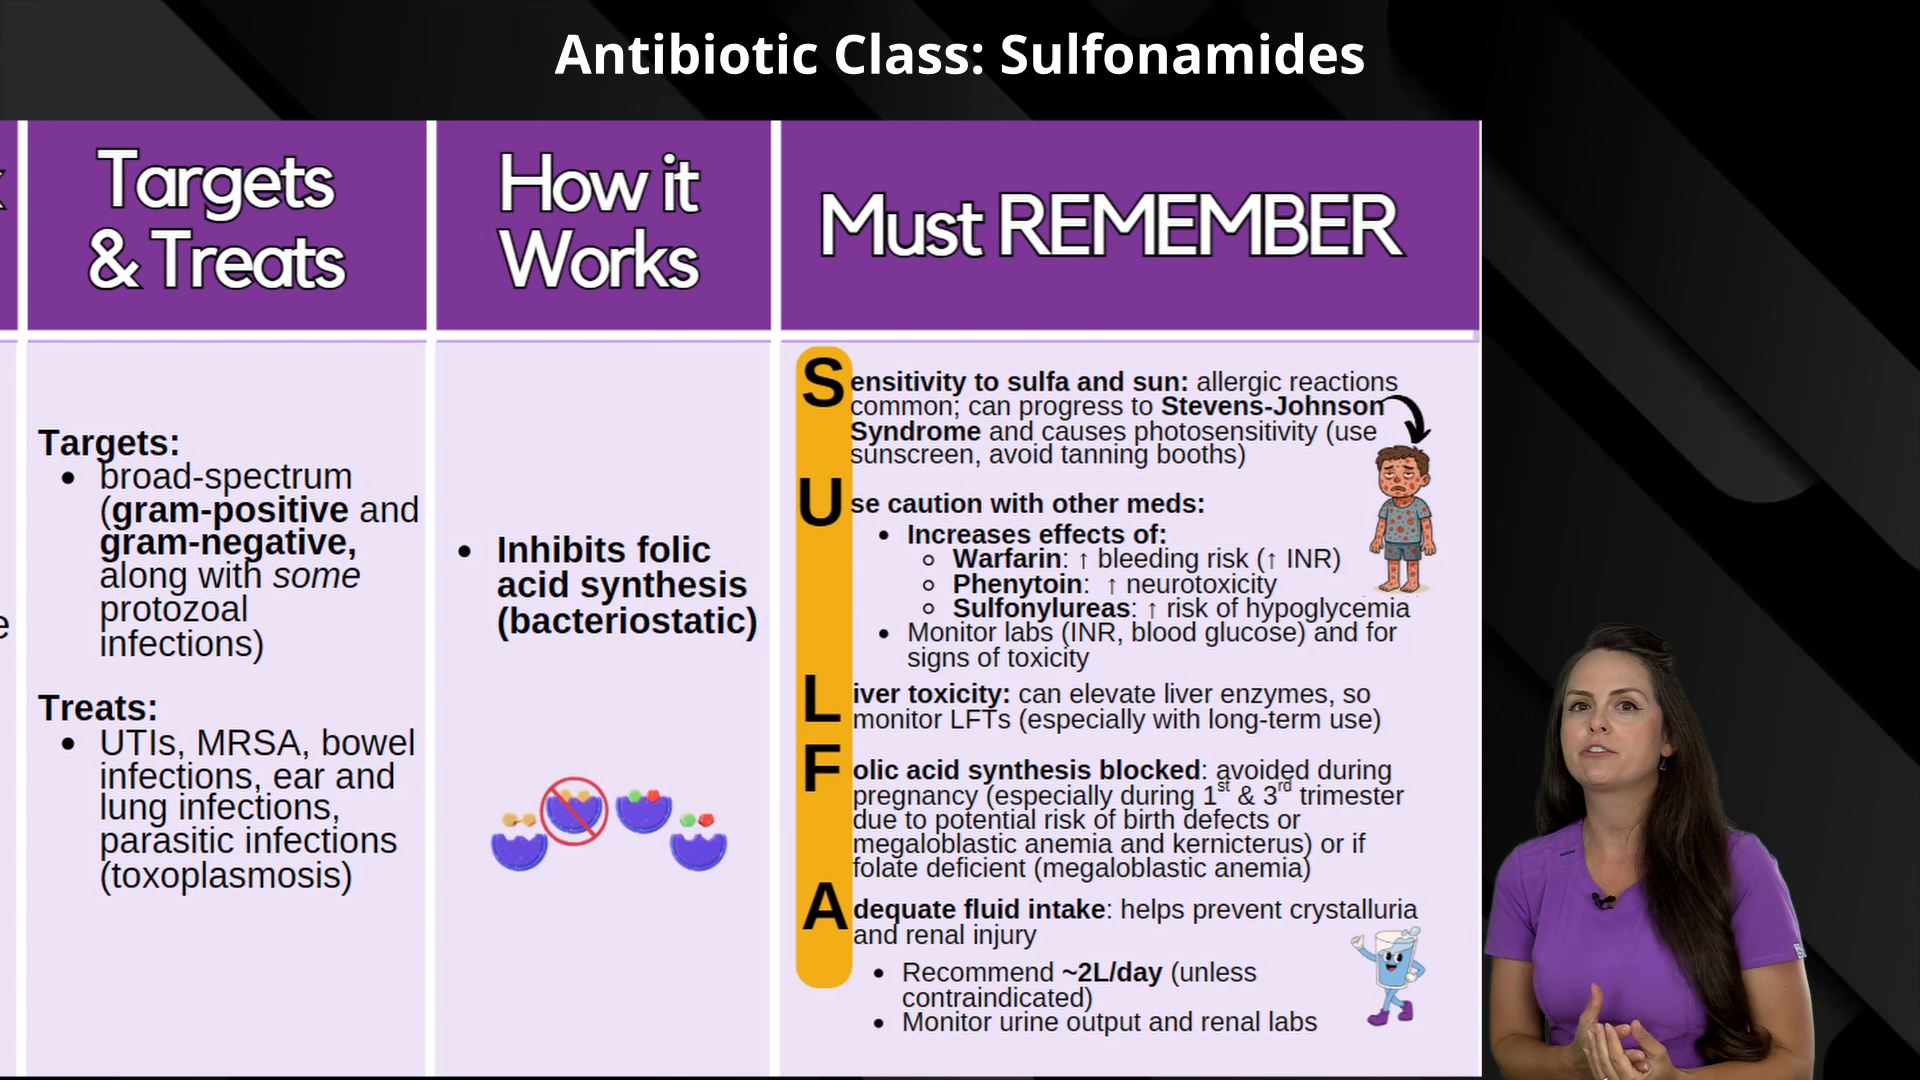 Antibiotic Class: Sulfonamides
Targets
& Treats
How it
Works
Must REMEMBER
Targets:
• broad-spectrum
(gram-positive and
gram-negative,
along with some
protozoal
infections)
Treats:
• UTIs, MRSA, bowel
infections, ear and
lung infections,
parasitic infections
(toxoplasmosis)
• Inhibits folic
acid synthesis
(bacteriostatic)
Sensitivity to sulfa and sun: allergic reactions
common; can progress to Stevens-Johnson
Syndrome and causes photosensitivity (use
sunscreen, avoid tanning booths)
Use caution with other meds:
• Increases effects of:
○ Warfarin: ↑ bleeding risk (↑ INR)
○ Phenytoin: ↑ neurotoxicity
○ Sulfonylureas: ↑ risk of hypoglycemia
• Monitor labs (INR, blood glucose) and for
signs of toxicity
Liver toxicity: can elevate liver enzymes, so
monitor LFTs (especially with long-term use)
Folic acid synthesis blocked: avoided during
pregnancy (especially during 1st & 3rd trimester
due to potential risk of birth defects or
megaloblastic anemia and kernicterus) or if
folate deficient (megaloblastic anemia)
Adequate fluid intake: helps prevent crystalluria
and renal injury
• Recommend ~2L/day (unless
contraindicated)
• Monitor urine output and renal labs